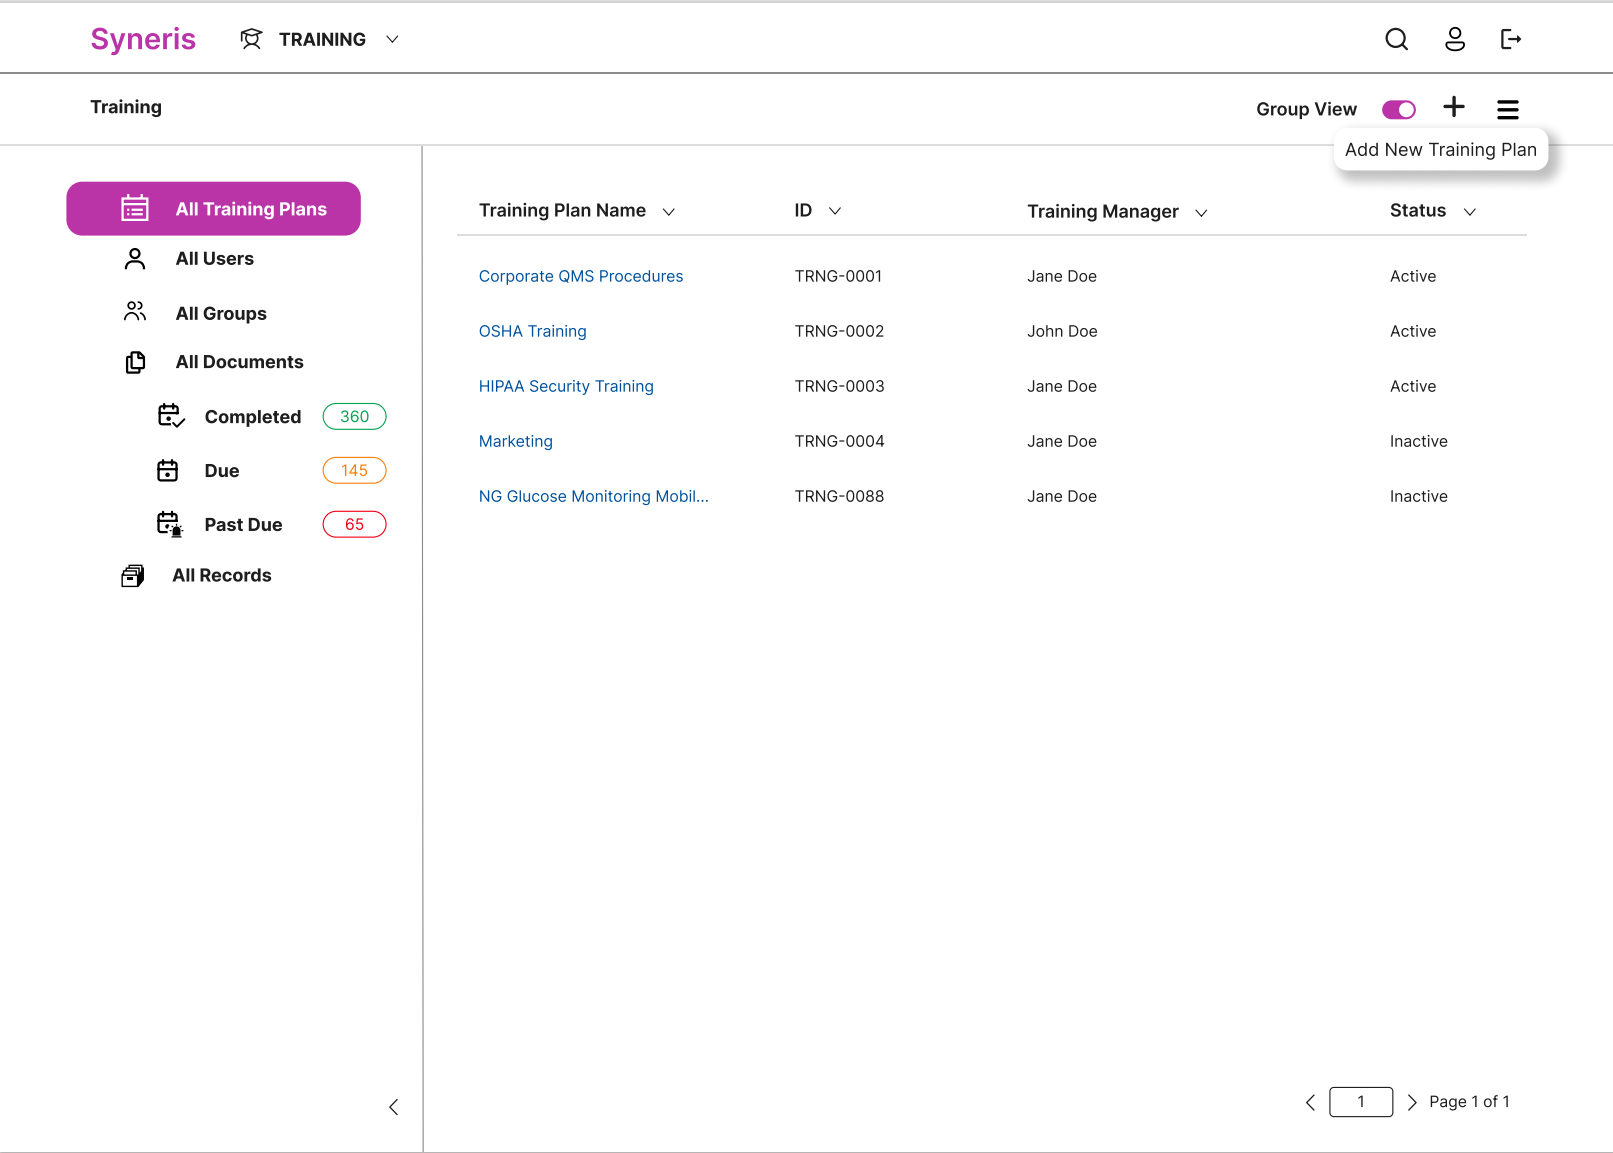 Syneris TRAINING
Training
Group View
Add New Training Plan
All Training Plans
All Users
All Groups
All Documents
Completed 360
Due 145
Past Due 65
All Records
Training Plan Name ID Training Manager Status
Corporate QMS Procedures TRNG-0001 Jane Doe Active
OSHA Training TRNG-0002 John Doe Active
HIPAA Security Training TRNG-0003 Jane Doe Active
Marketing TRNG-0004 Jane Doe Inactive
NG Glucose Monitoring Mobil... TRNG-0088 Jane Doe Inactive
1 Page 1 of 1